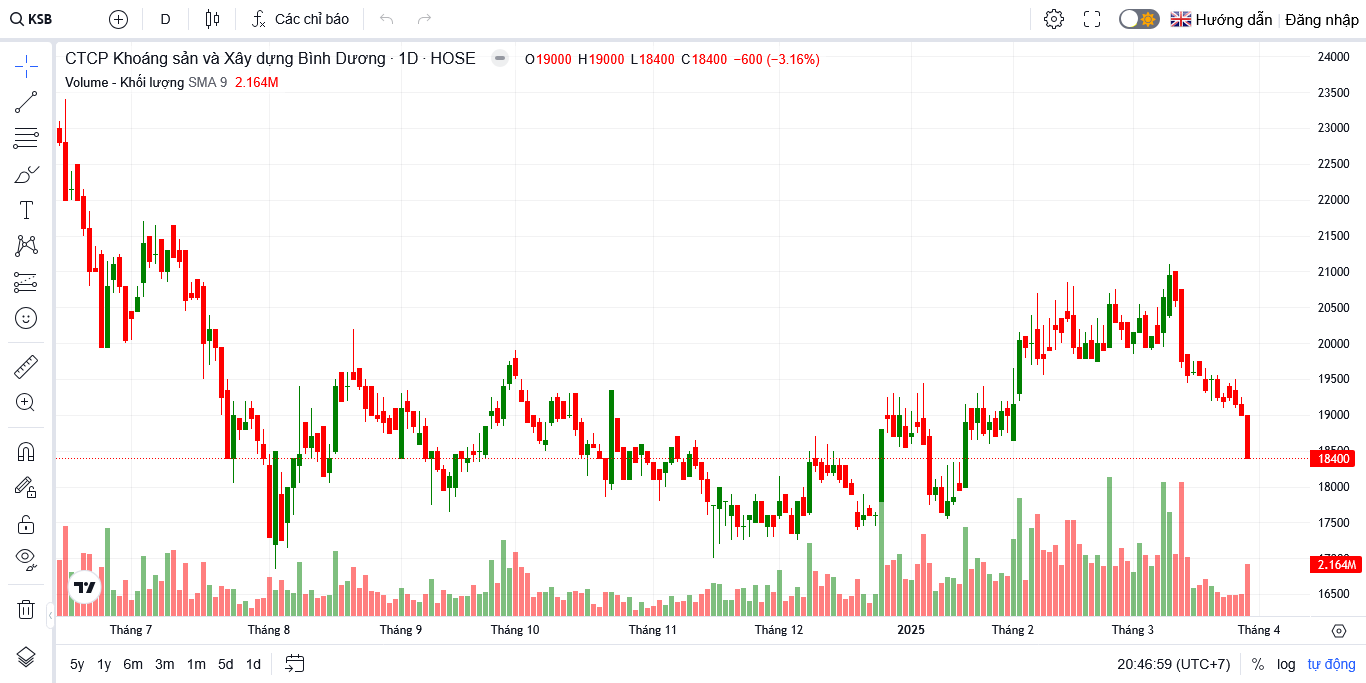 KSB D Các chỉ báo Hướng dẫn Đăng nhập
CTCP Khoáng sản và Xây dựng Bình Dương · 1D · HOSE O19000 H19000 L18400 C18400 −600 (−3.16%)
Volume - Khối lượng SMA 9 2.164M
24000
23500
23000
22500
22000
21500
21000
20500
20000
19500
19000
18400
18000
17500
2.164M
16500
Tháng 7 Tháng 8 Tháng 9 Tháng 10 Tháng 11 Tháng 12 2025 Tháng 2 Tháng 3 Tháng 4
5y 1y 6m 3m 1m 5d 1d 20:46:59 (UTC+7) % log tự động